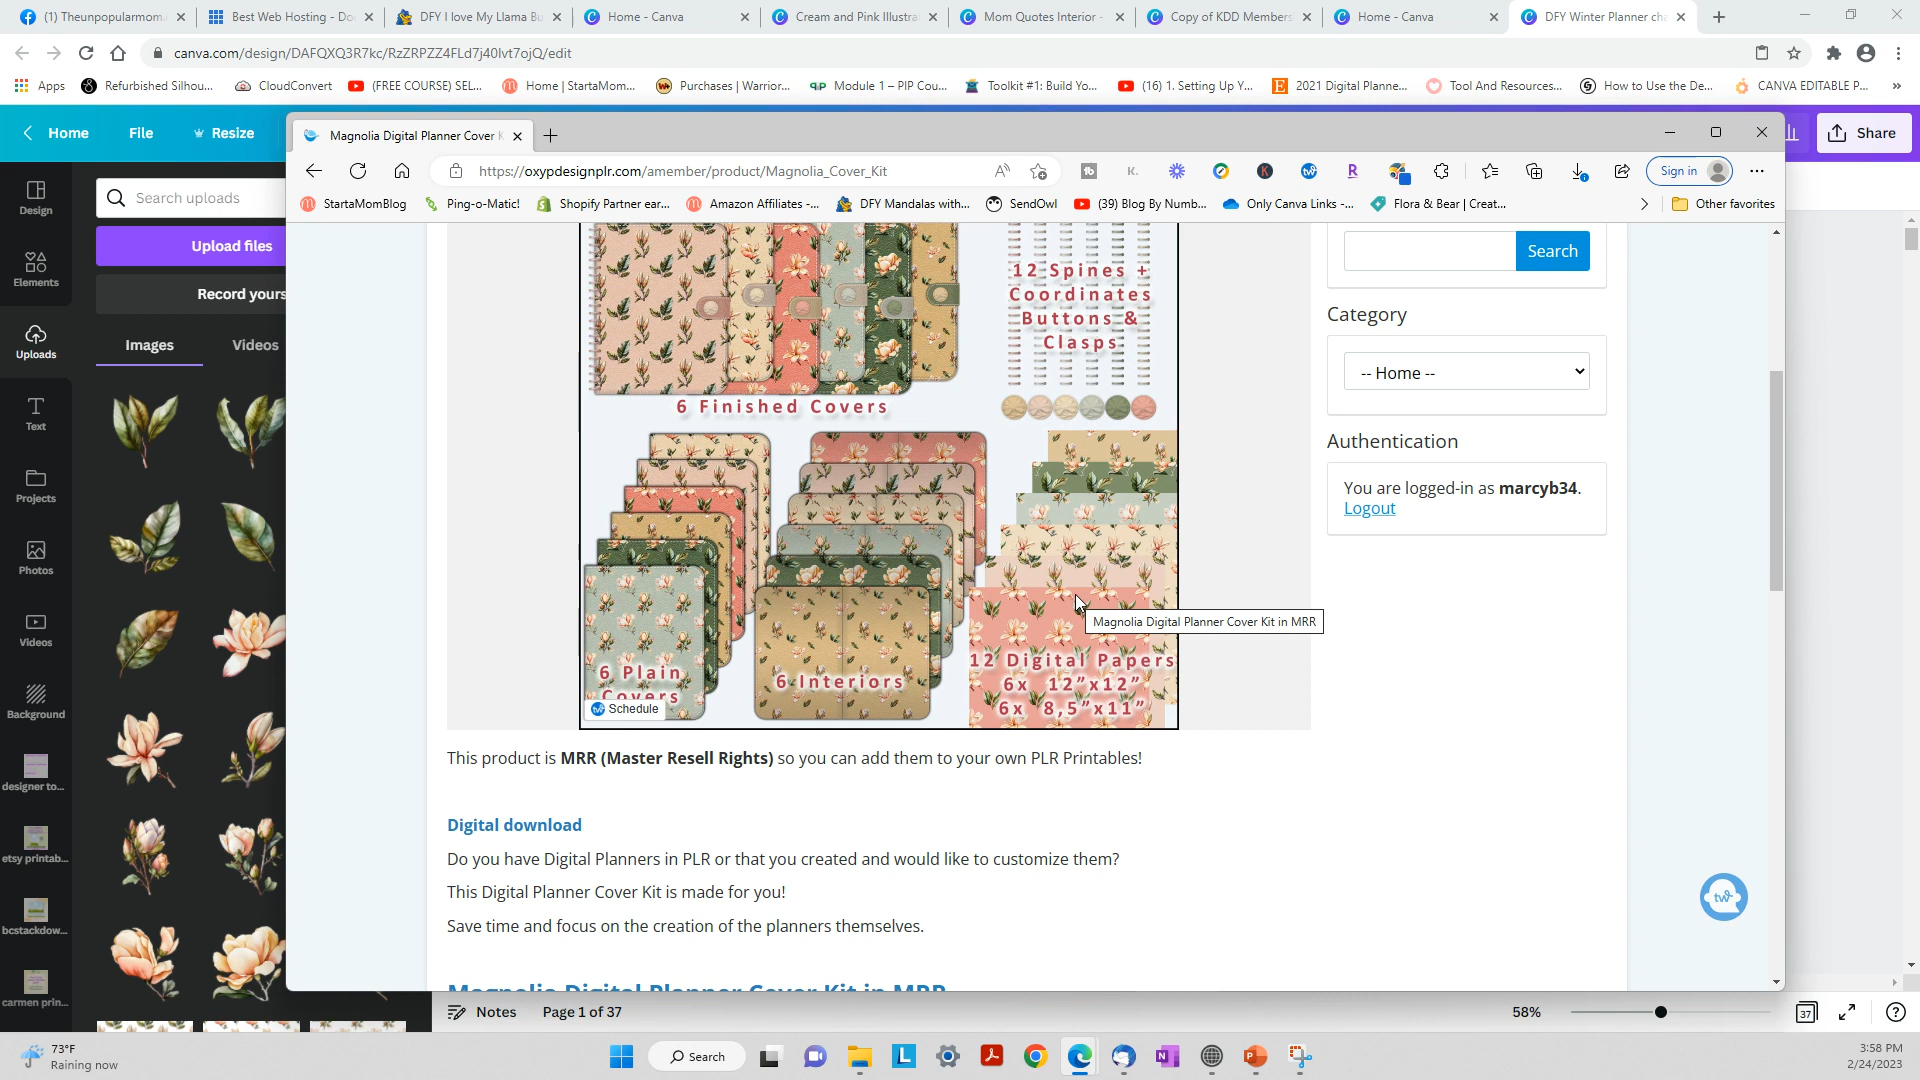 (1) Theunpopularmom.
Best Web Hosting - Do
DFY I love My Llama Bu
Home - Canva
Cream and Pink Illustra
Mom Quotes Interior -
Copy of KDD Members
Home - Canva
DFY Winter Planner cha
canva.com/design/DAFQXQ3R7kc/RzZRPZZ4FLd7j40Ivt7ojQ/edit
Apps
Refurbished Silhou...
CloudConvert
(FREE COURSE) SEL...
Home | StartaMom...
Purchases | Warrior...
Module 1 – PIP Cou...
Toolkit #1: Build Yo...
(16) 1. Setting Up Y...
2021 Digital Planne...
Tool And Resources...
How to Use the De...
CANVA EDITABLE P...
Home
File
Resize
Share
Magnolia Digital Planner Cover K
https://oxypdesignplr.com/amember/product/Magnolia_Cover_Kit
Sign in
StartaMomBlog
Ping-o-Matic!
Shopify Partner ear...
Amazon Affiliates -...
DFY Mandalas with...
SendOwl
(39) Blog By Numb...
Only Canva Links -...
Flora & Bear | Creat...
Other favorites
Design
Elements
Uploads
Text
Projects
Photos
Videos
Background
designer to...
etsy printab...
bcstackdow...
carmen prin...
Search uploads
Upload files
Record yours
Images
Videos
12 Spines +
Coordinates
Buttons &
Clasps
6 Finished Covers
6 Plain
Covers
Schedule
6 Interiors
12 Digital Papers
6x 12”x12”
6x 8,5”x11”
Magnolia Digital Planner Cover Kit in MRR
Search
Category
-- Home --
Authentication
You are logged-in as marcyb34.
Logout
This product is MRR (Master Resell Rights) so you can add them to your own PLR Printables!
Digital download
Do you have Digital Planners in PLR or that you created and would like to customize them?
This Digital Planner Cover Kit is made for you!
Save time and focus on the creation of the planners themselves.
Magnolia Digital Planner Cover Kit in MRR
Notes
Page 1 of 37
58%
37
73°F
Raining now
Search
3:58 PM
2/24/2023